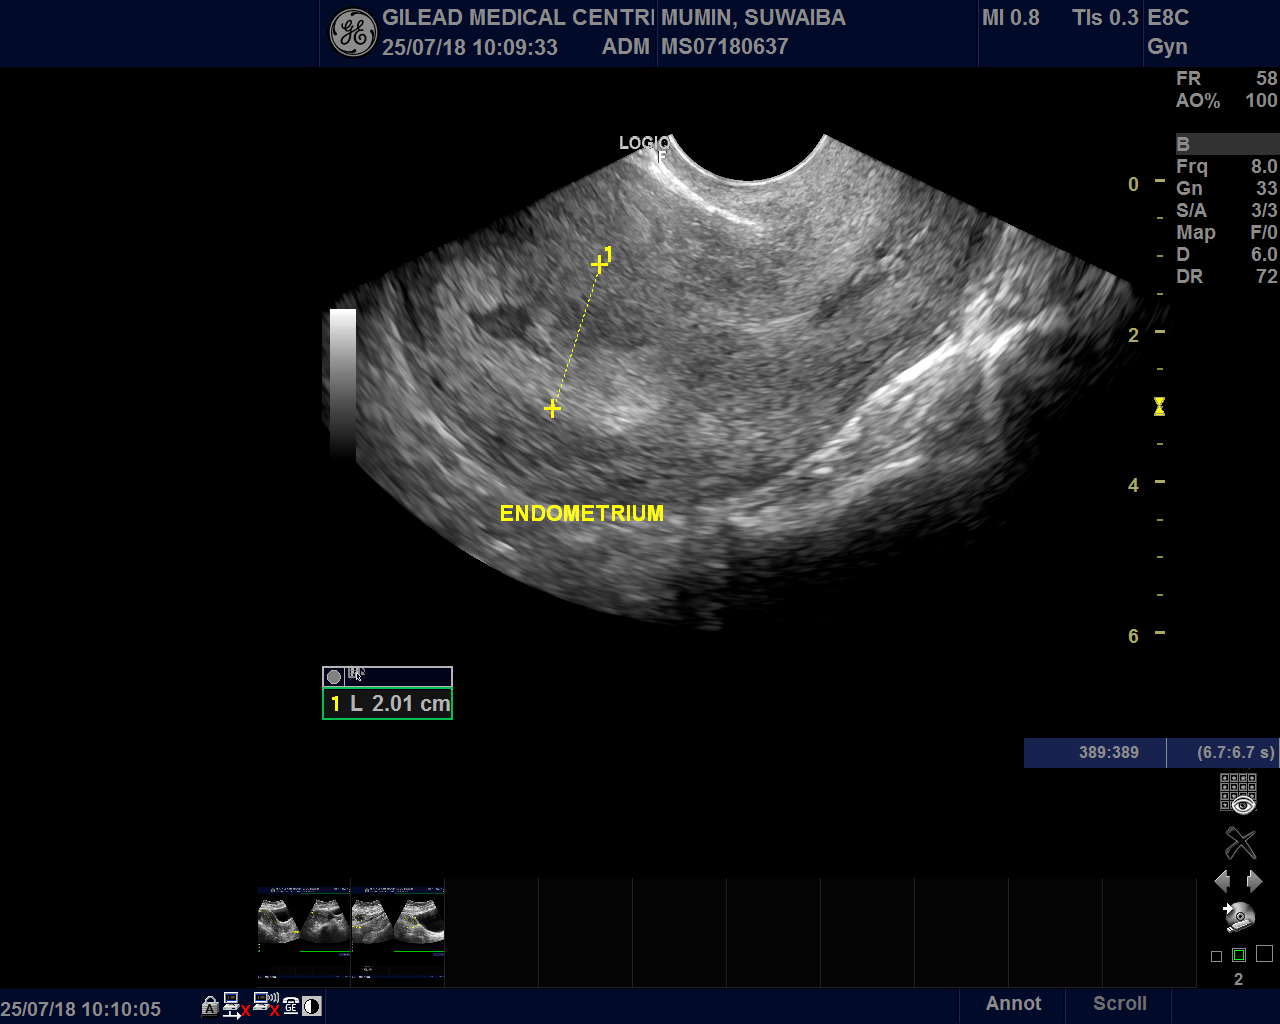 GILEAD MEDICAL CENTR
MUMIN, SUWAIBA
MI 0.8
TIs 0.3
E8C
25/07/18 10:09:33
ADM
MS07180637
Gyn
FR 58
AO% 100
B
Frq 8.0
Gn 33
S/A 3/3
Map F/0
D 6.0
DR 72
LOGIQ
F
1
0
2
4
6
ENDOMETRIUM
1 L 2.01 cm
389:389
(6.7:6.7 s)
2
25/07/18 10:10:05
Annot
Scroll